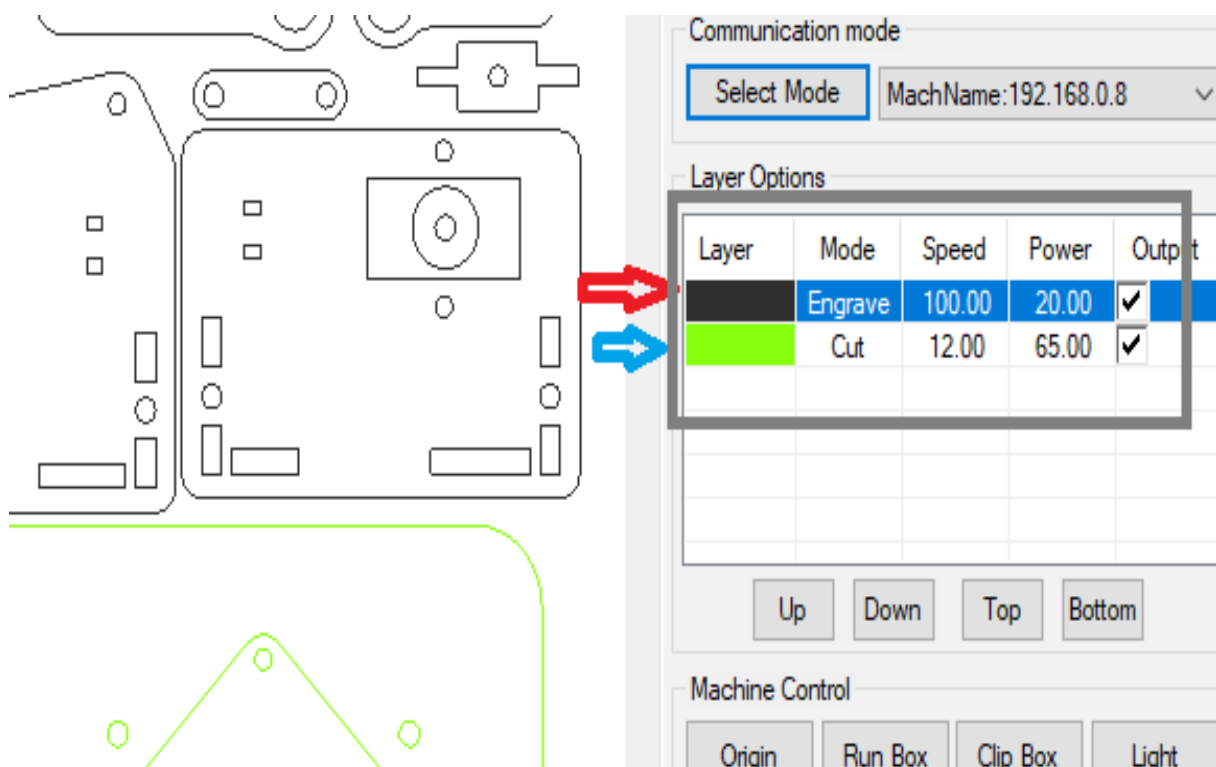 Communication mode
Select Mode MachName:192.168.0.8
Layer Options
Layer Mode Speed Power Output
Engrave 100.00 20.00
Cut 12.00 65.00
Up Down Top Bottom
Machine Control
Origin Run Box Clip Box Light